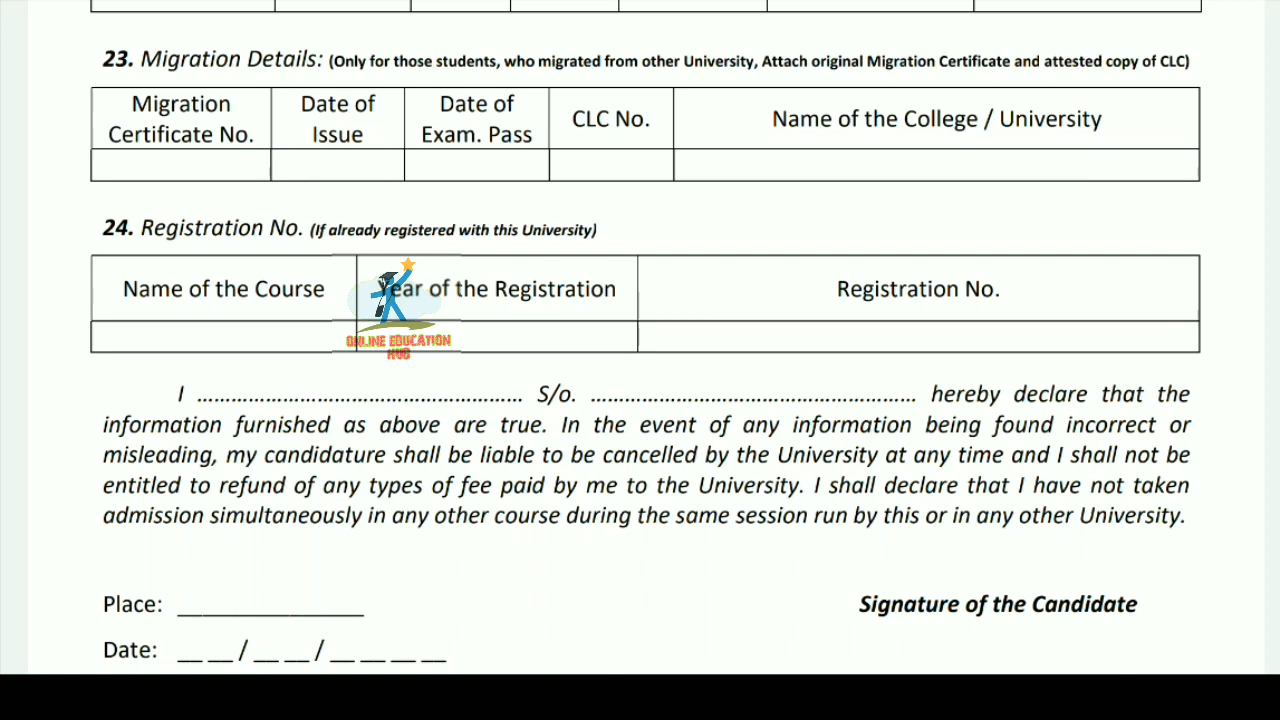 23. Migration Details: (Only for those students, who migrated from other University, Attach original Migration Certificate and attested copy of CLC)
Migration Certificate No.
Date of Issue
Date of Exam. Pass
CLC No.
Name of the College / University
24. Registration No. (If already registered with this University)
Name of the Course
Year of the Registration
Registration No.
ONLINE EDUCATION
HUB
I ........................................................ S/o. ........................................................ hereby declare that the
information furnished as above are true. In the event of any information being found incorrect or
misleading, my candidature shall be liable to be cancelled by the University at any time and I shall not be
entitled to refund of any types of fee paid by me to the University. I shall declare that I have not taken
admission simultaneously in any other course during the same session run by this or in any other University.
Place: _______________
Signature of the Candidate
Date: __ __ / __ __ / __ __ __ __